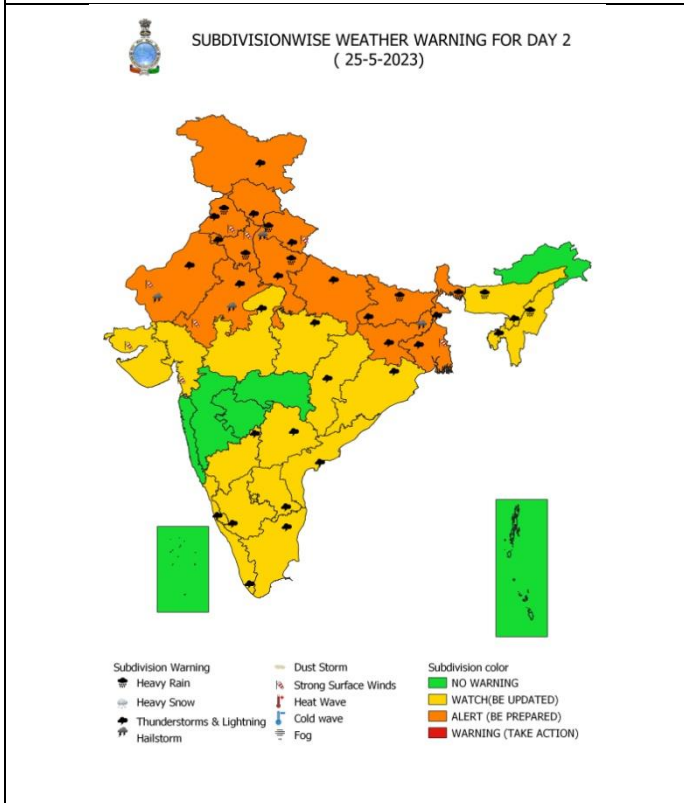 SUBDIVISIONWISE WEATHER WARNING FOR DAY 2
( 25-5-2023)
Subdivision Warning
Heavy Rain
Heavy Snow
Thunderstorms & Lightning
Hailstorm
Dust Storm
Strong Surface Winds
Heat Wave
Cold wave
Fog
Subdivision color
NO WARNING
WATCH(BE UPDATED)
ALERT (BE PREPARED)
WARNING (TAKE ACTION)